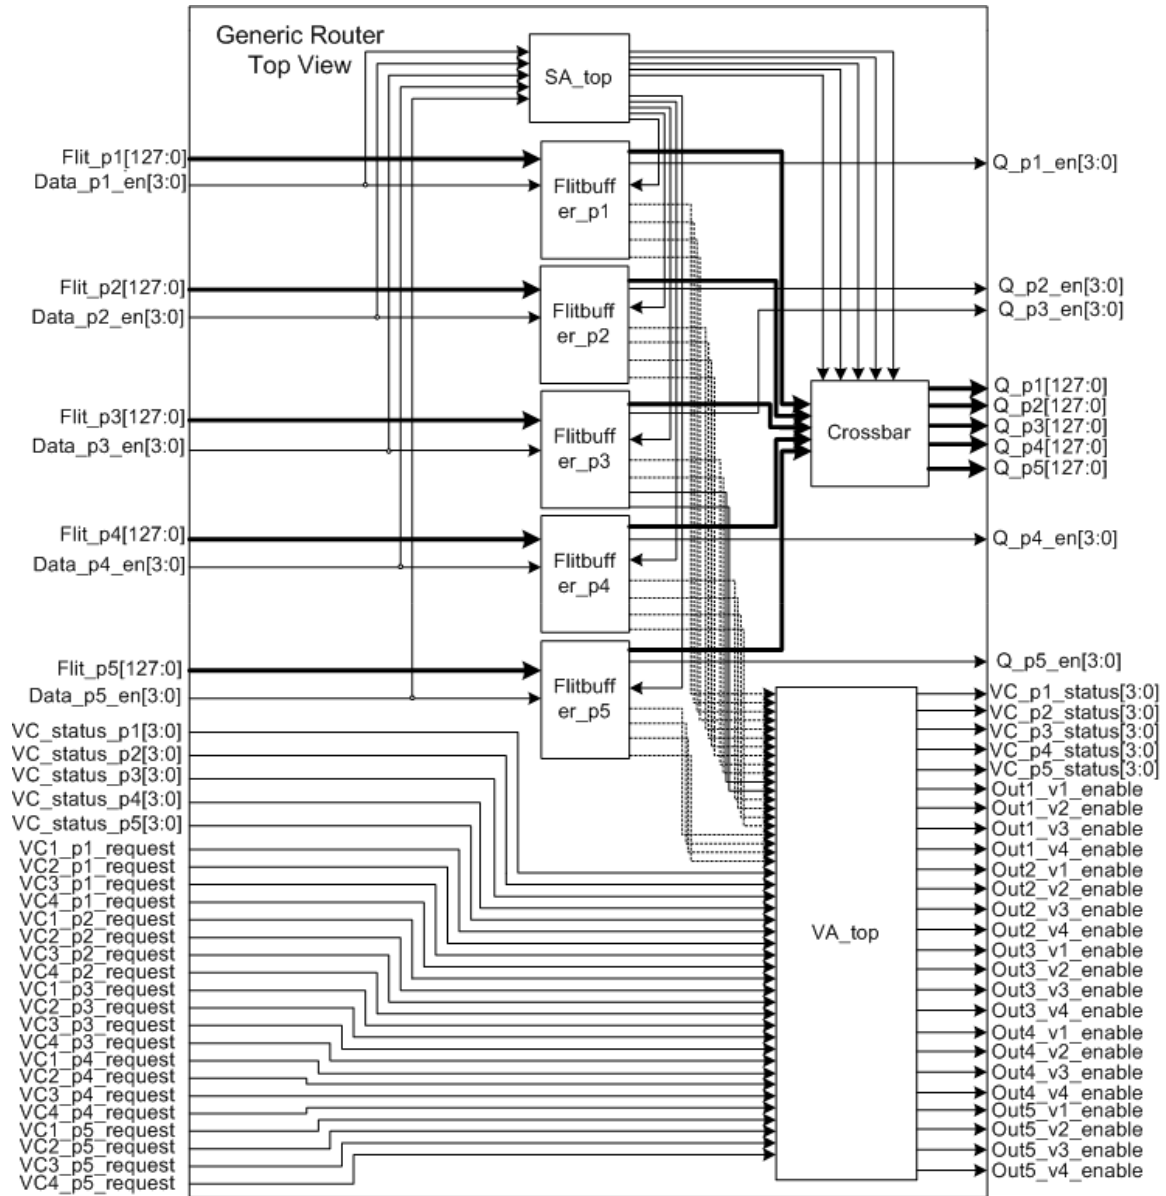 Generic Router
Top View
SA_top
Flit_p1[127:0]
Data_p1_en[3:0]
Flitbuff
er_p1
Q_p1_en[3:0]
Flit_p2[127:0]
Data_p2_en[3:0]
Flitbuff
er_p2
Q_p2_en[3:0]
Q_p3_en[3:0]
Flit_p3[127:0]
Data_p3_en[3:0]
Flitbuff
er_p3
Crossbar
Q_p1[127:0]
Q_p2[127:0]
Q_p3[127:0]
Q_p4[127:0]
Q_p5[127:0]
Flit_p4[127:0]
Data_p4_en[3:0]
Flitbuff
er_p4
Q_p4_en[3:0]
Flit_p5[127:0]
Data_p5_en[3:0]
Flitbuff
er_p5
Q_p5_en[3:0]
VC_status_p1[3:0]
VC_status_p2[3:0]
VC_status_p3[3:0]
VC_status_p4[3:0]
VC_status_p5[3:0]
VC1_p1_request
VC2_p1_request
VC3_p1_request
VC4_p1_request
VC1_p2_request
VC2_p2_request
VC3_p2_request
VC4_p2_request
VC1_p3_request
VC2_p3_request
VC3_p3_request
VC4_p3_request
VC1_p4_request
VC2_p4_request
VC3_p4_request
VC4_p4_request
VC1_p5_request
VC2_p5_request
VC3_p5_request
VC4_p5_request
VA_top
VC_p1_status[3:0]
VC_p2_status[3:0]
VC_p3_status[3:0]
VC_p4_status[3:0]
VC_p5_status[3:0]
Out1_v1_enable
Out1_v2_enable
Out1_v3_enable
Out1_v4_enable
Out2_v1_enable
Out2_v2_enable
Out2_v3_enable
Out2_v4_enable
Out3_v1_enable
Out3_v2_enable
Out3_v3_enable
Out3_v4_enable
Out4_v1_enable
Out4_v2_enable
Out4_v3_enable
Out4_v4_enable
Out5_v1_enable
Out5_v2_enable
Out5_v3_enable
Out5_v4_enable